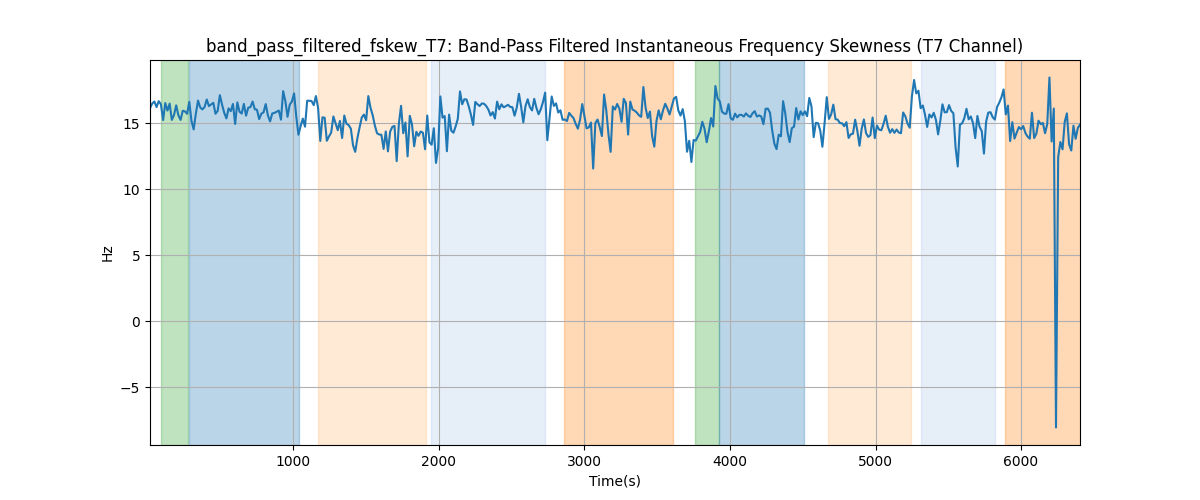 band_pass_filtered_fskew_T7: Band-Pass Filtered Instantaneous Frequency Skewness (T7 Channel)
15
10
5
0
−5
Hz
1000 2000 3000 4000 5000 6000
Time(s)